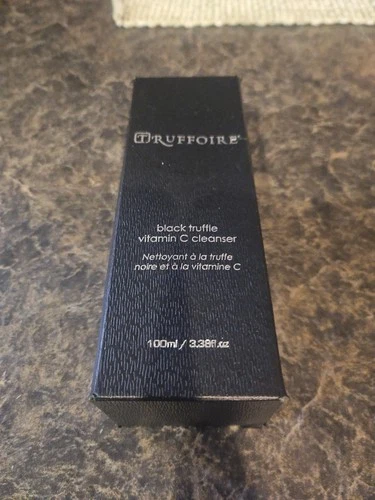 TRUFFOIRE
black truffle
vitamin C cleanser
Nettoyant à la truffe
noire et à la vitamine C
100ml / 3.38fl.oz